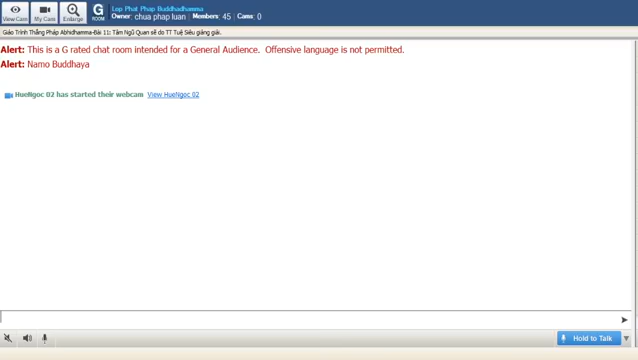 Lep Phat Phap Buddhadhamma
Owner: chua phap luan | Members: 45 | Cams: 0
View Cam
My Cam
Enlarge
G
ROOM
Giáo Trình Thắng Pháp Abhidhamma-Bài 11: Tâm Ngũ Quan sẽ do TT Tuệ Siêu giảng giải.
Alert: This is a G rated chat room intended for a General Audience. Offensive language is not permitted.
Alert: Namo Buddhaya
HueNgoc 02 has started their webcam View HueNgoc 02
Hold to Talk